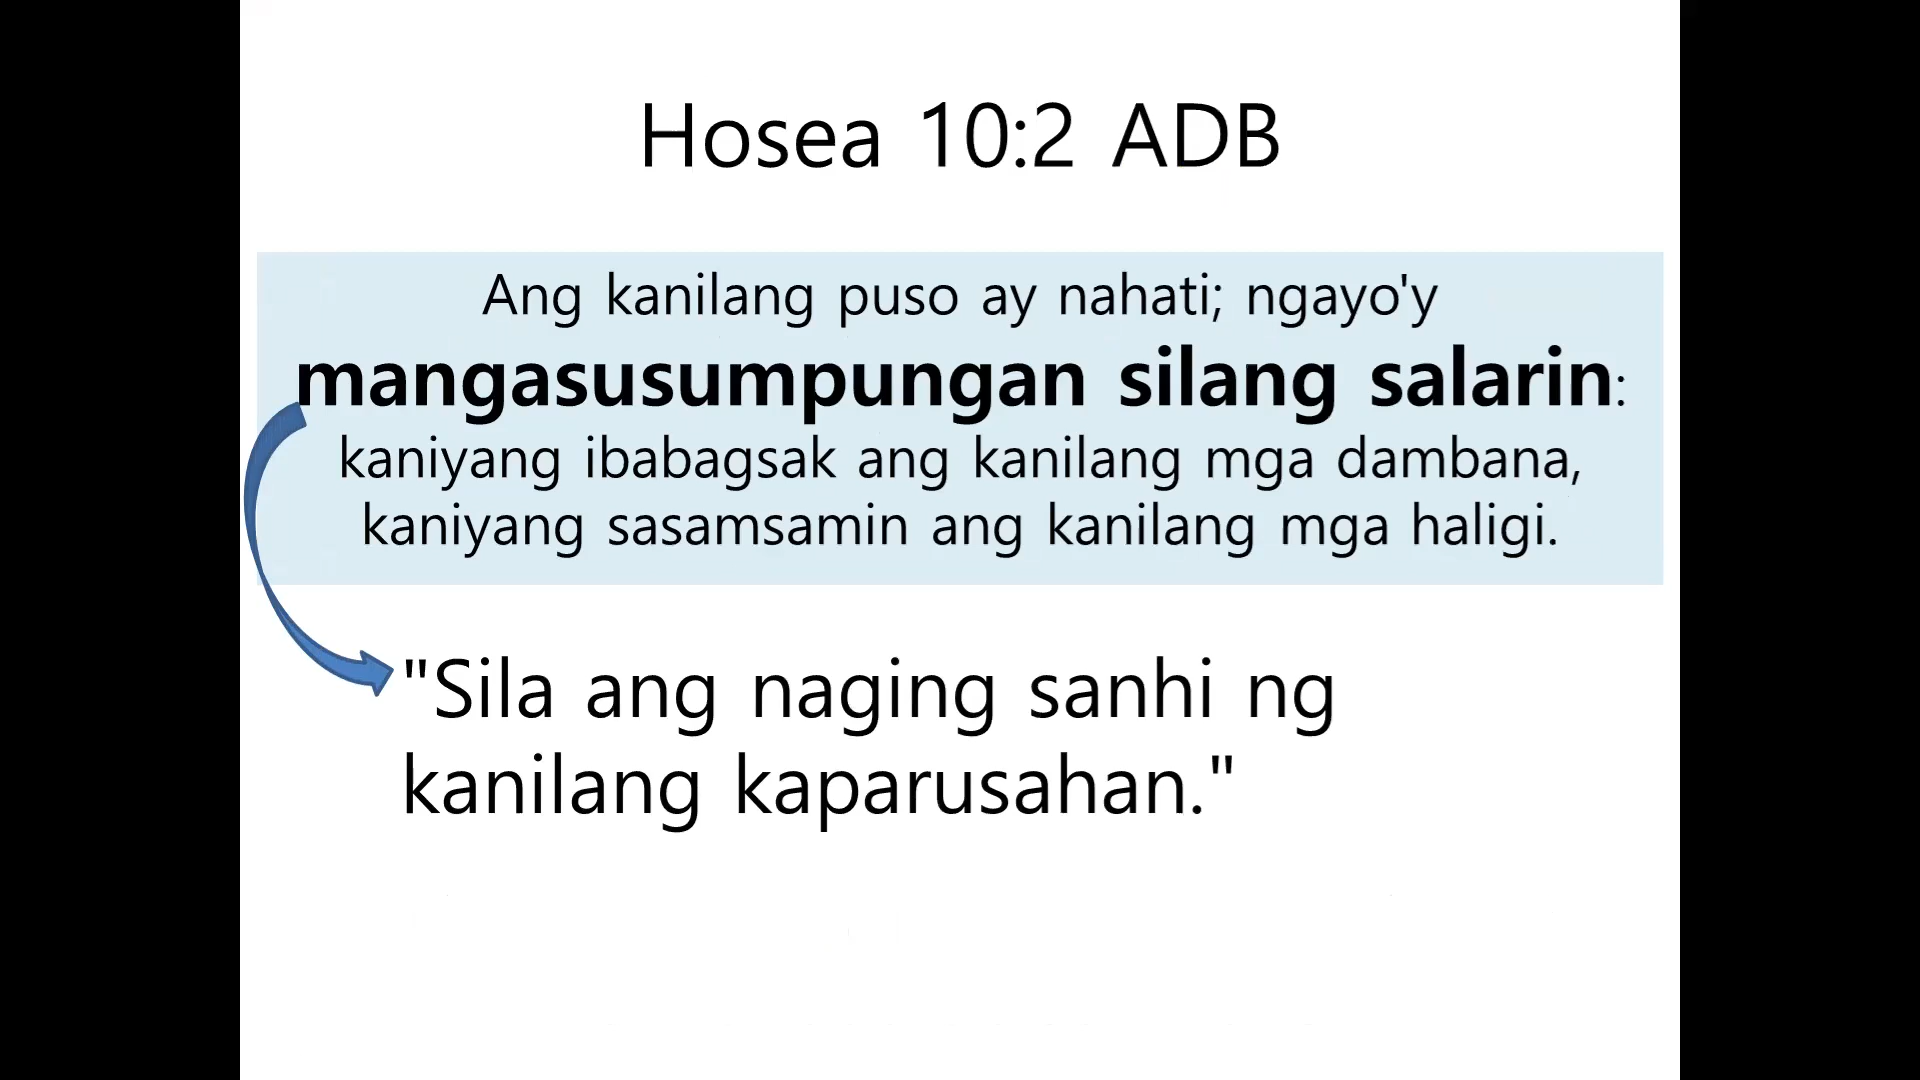 Hosea 10:2 ADB
Ang kanilang puso ay nahati; ngayo'y
mangasusumpungan silang salarin:
kaniyang ibabagsak ang kanilang mga dambana,
kaniyang sasamsamin ang kanilang mga haligi.
"Sila ang naging sanhi ng
kanilang kaparusahan."